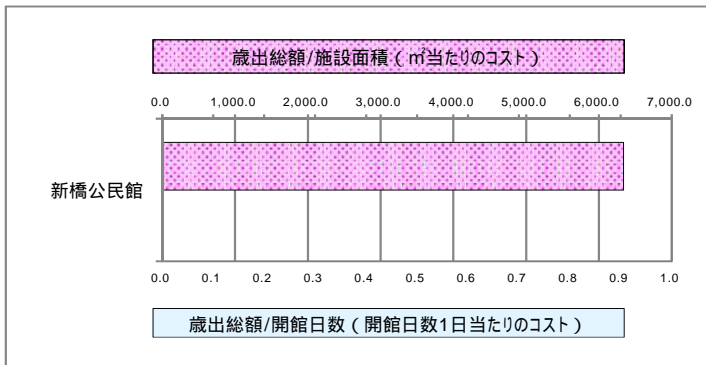 歳出総額/施設面積(㎡当たりのコスト)
0.0 1,000.0 2,000.0 3,000.0 4,000.0 5,000.0 6,000.0 7,000.0
新橋公民館
0.0 0.1 0.2 0.3 0.4 0.5 0.6 0.7 0.8 0.9 1.0
歳出総額/開館日数(開館日数1日当たりのコスト)